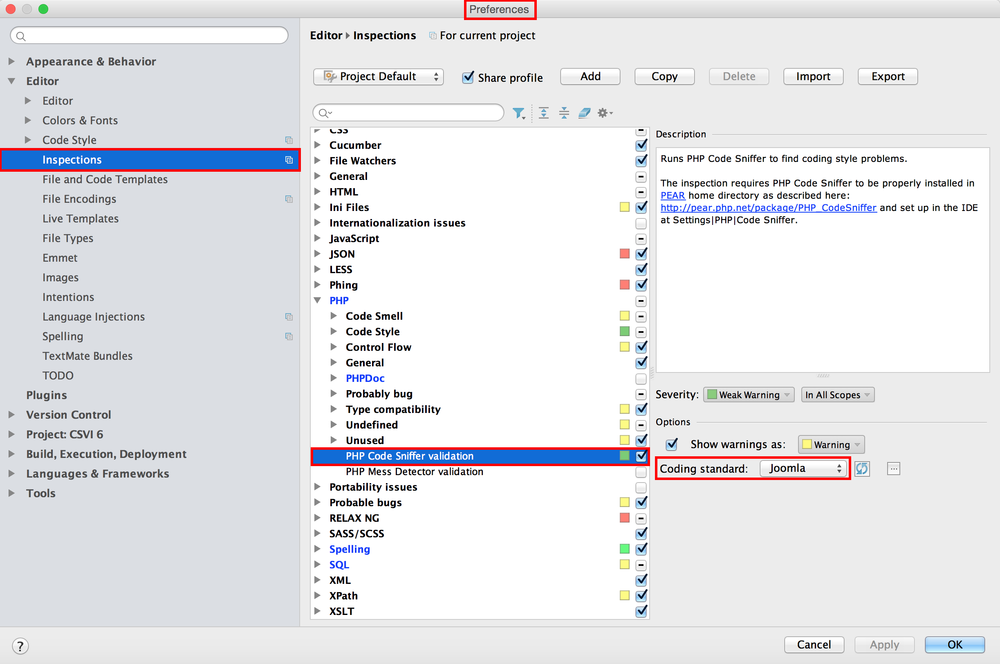 Preferences
Appearance & Behavior
Editor
Editor
Colors & Fonts
Code Style
Inspections
File and Code Templates
File Encodings
Live Templates
File Types
Emmet
Images
Intentions
Language Injections
Spelling
TextMate Bundles
TODO
Plugins
Version Control
Project: CSVI 6
Build, Execution, Deployment
Languages & Frameworks
Tools
Editor › Inspections For current project
Project Default Share profile Add Copy Delete Import Export
CSS
Cucumber
File Watchers
General
HTML
Ini Files
Internationalization issues
JavaScript
JSON
LESS
Phing
PHP
Code Smell
Code Style
Control Flow
General
PHPDoc
Probably bug
Type compatibility
Undefined
Unused
PHP Code Sniffer validation
PHP Mess Detector validation
Portability issues
Probable bugs
RELAX NG
SASS/SCSS
Spelling
SQL
XML
XPath
XSLT
Description
Runs PHP Code Sniffer to find coding style problems.
The inspection requires PHP Code Sniffer to be properly installed in
PEAR home directory as described here:
http://pear.php.net/package/PHP_CodeSniffer and set up in the IDE
at Settings|PHP|Code Sniffer.
Severity: Weak Warning In All Scopes
Options
Show warnings as: Warning
Coding standard: Joomla
...
? Cancel Apply OK